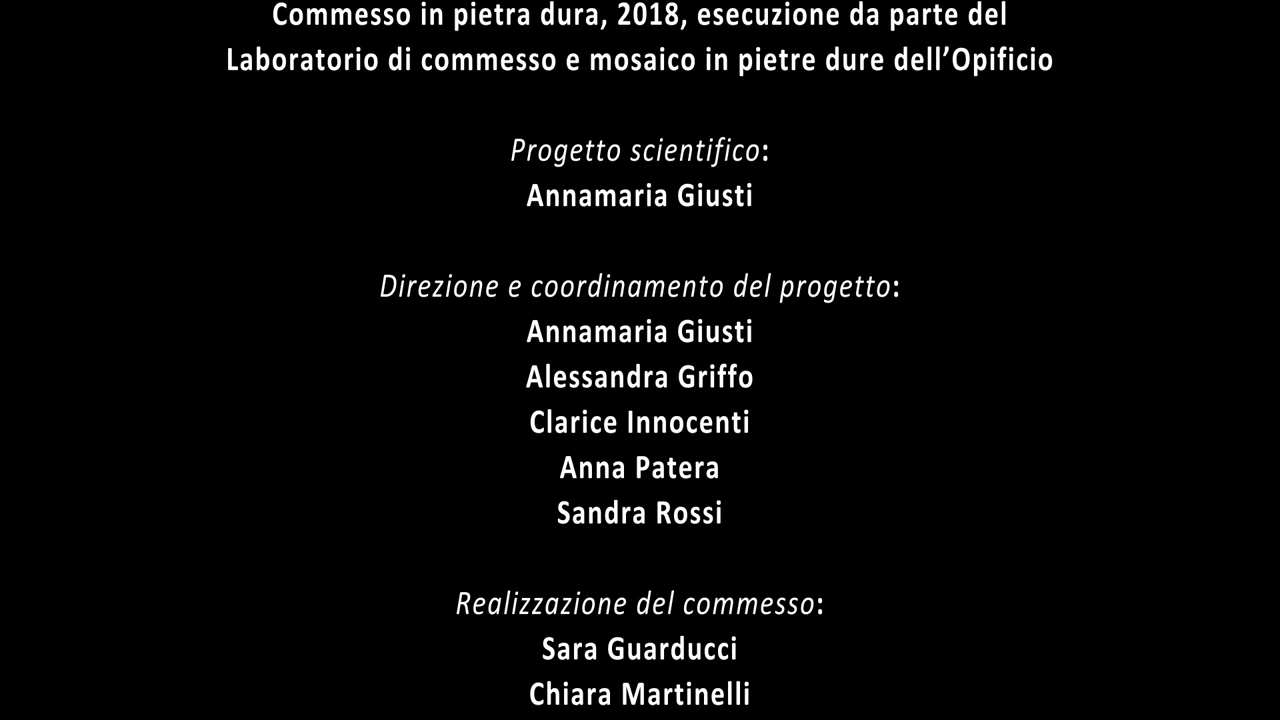 Commesso in pietra dura, 2018, esecuzione da parte del
Laboratorio di commesso e mosaico in pietre dure dell’Opificio
Progetto scientifico:
Annamaria Giusti
Direzione e coordinamento del progetto:
Annamaria Giusti
Alessandra Griffo
Clarice Innocenti
Anna Patera
Sandra Rossi
Realizzazione del commesso:
Sara Guarducci
Chiara Martinelli